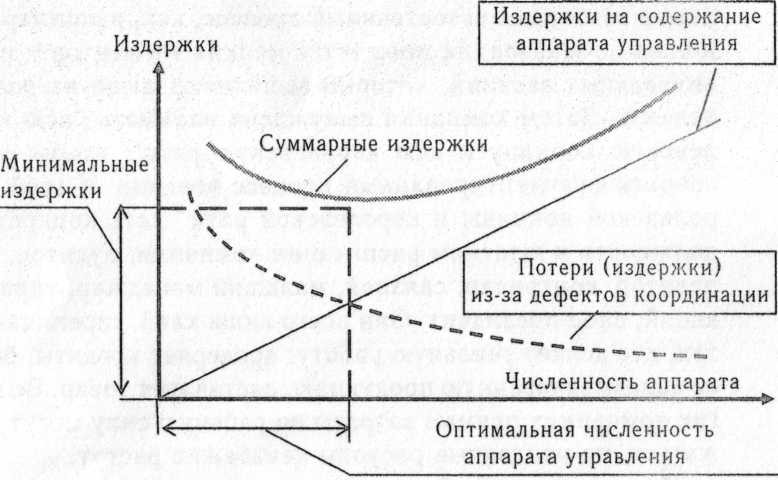 Издержки на содержание
аппарата управления
Издержки
Суммарные издержки
Минимальные
издержки
Потери (издержки)
из-за дефектов координации
Численность аппарата
Оптимальная численность
аппарата управления